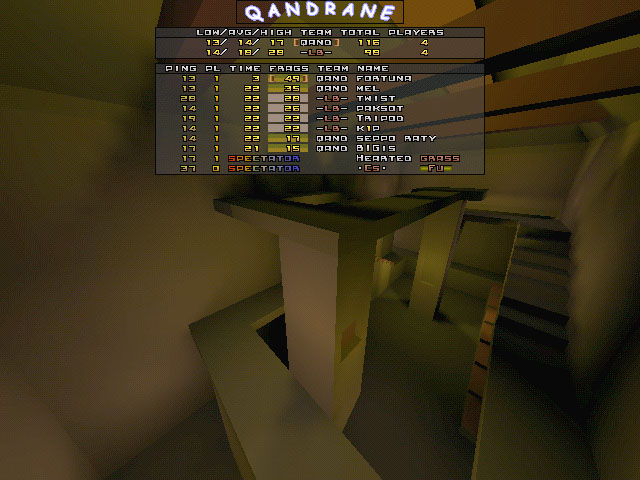 QANDRANE
LOW/AVG/HIGH TEAM TOTAL PLAYERS
13/ 14/ 17 [QAND] 116 4
14/ 18/ 28 -LB- 98 4
PING PL TIME FRAGS TEAM NAME
13 1 3 [ 49] QAND FORTUNA
13 1 22 35 QAND MEL
28 1 22 28 -LB- TWIST
14 1 22 26 -LB- PAKSOT
19 1 22 22 -LB- TRIPOD
14 1 22 22 -LB- K1P
14 1 22 17 QAND SEPPO RATY
17 1 21 15 QAND BIGIS
17 1 SPECTATOR HEARTED GRASS
37 0 SPECTATOR •CS• FU